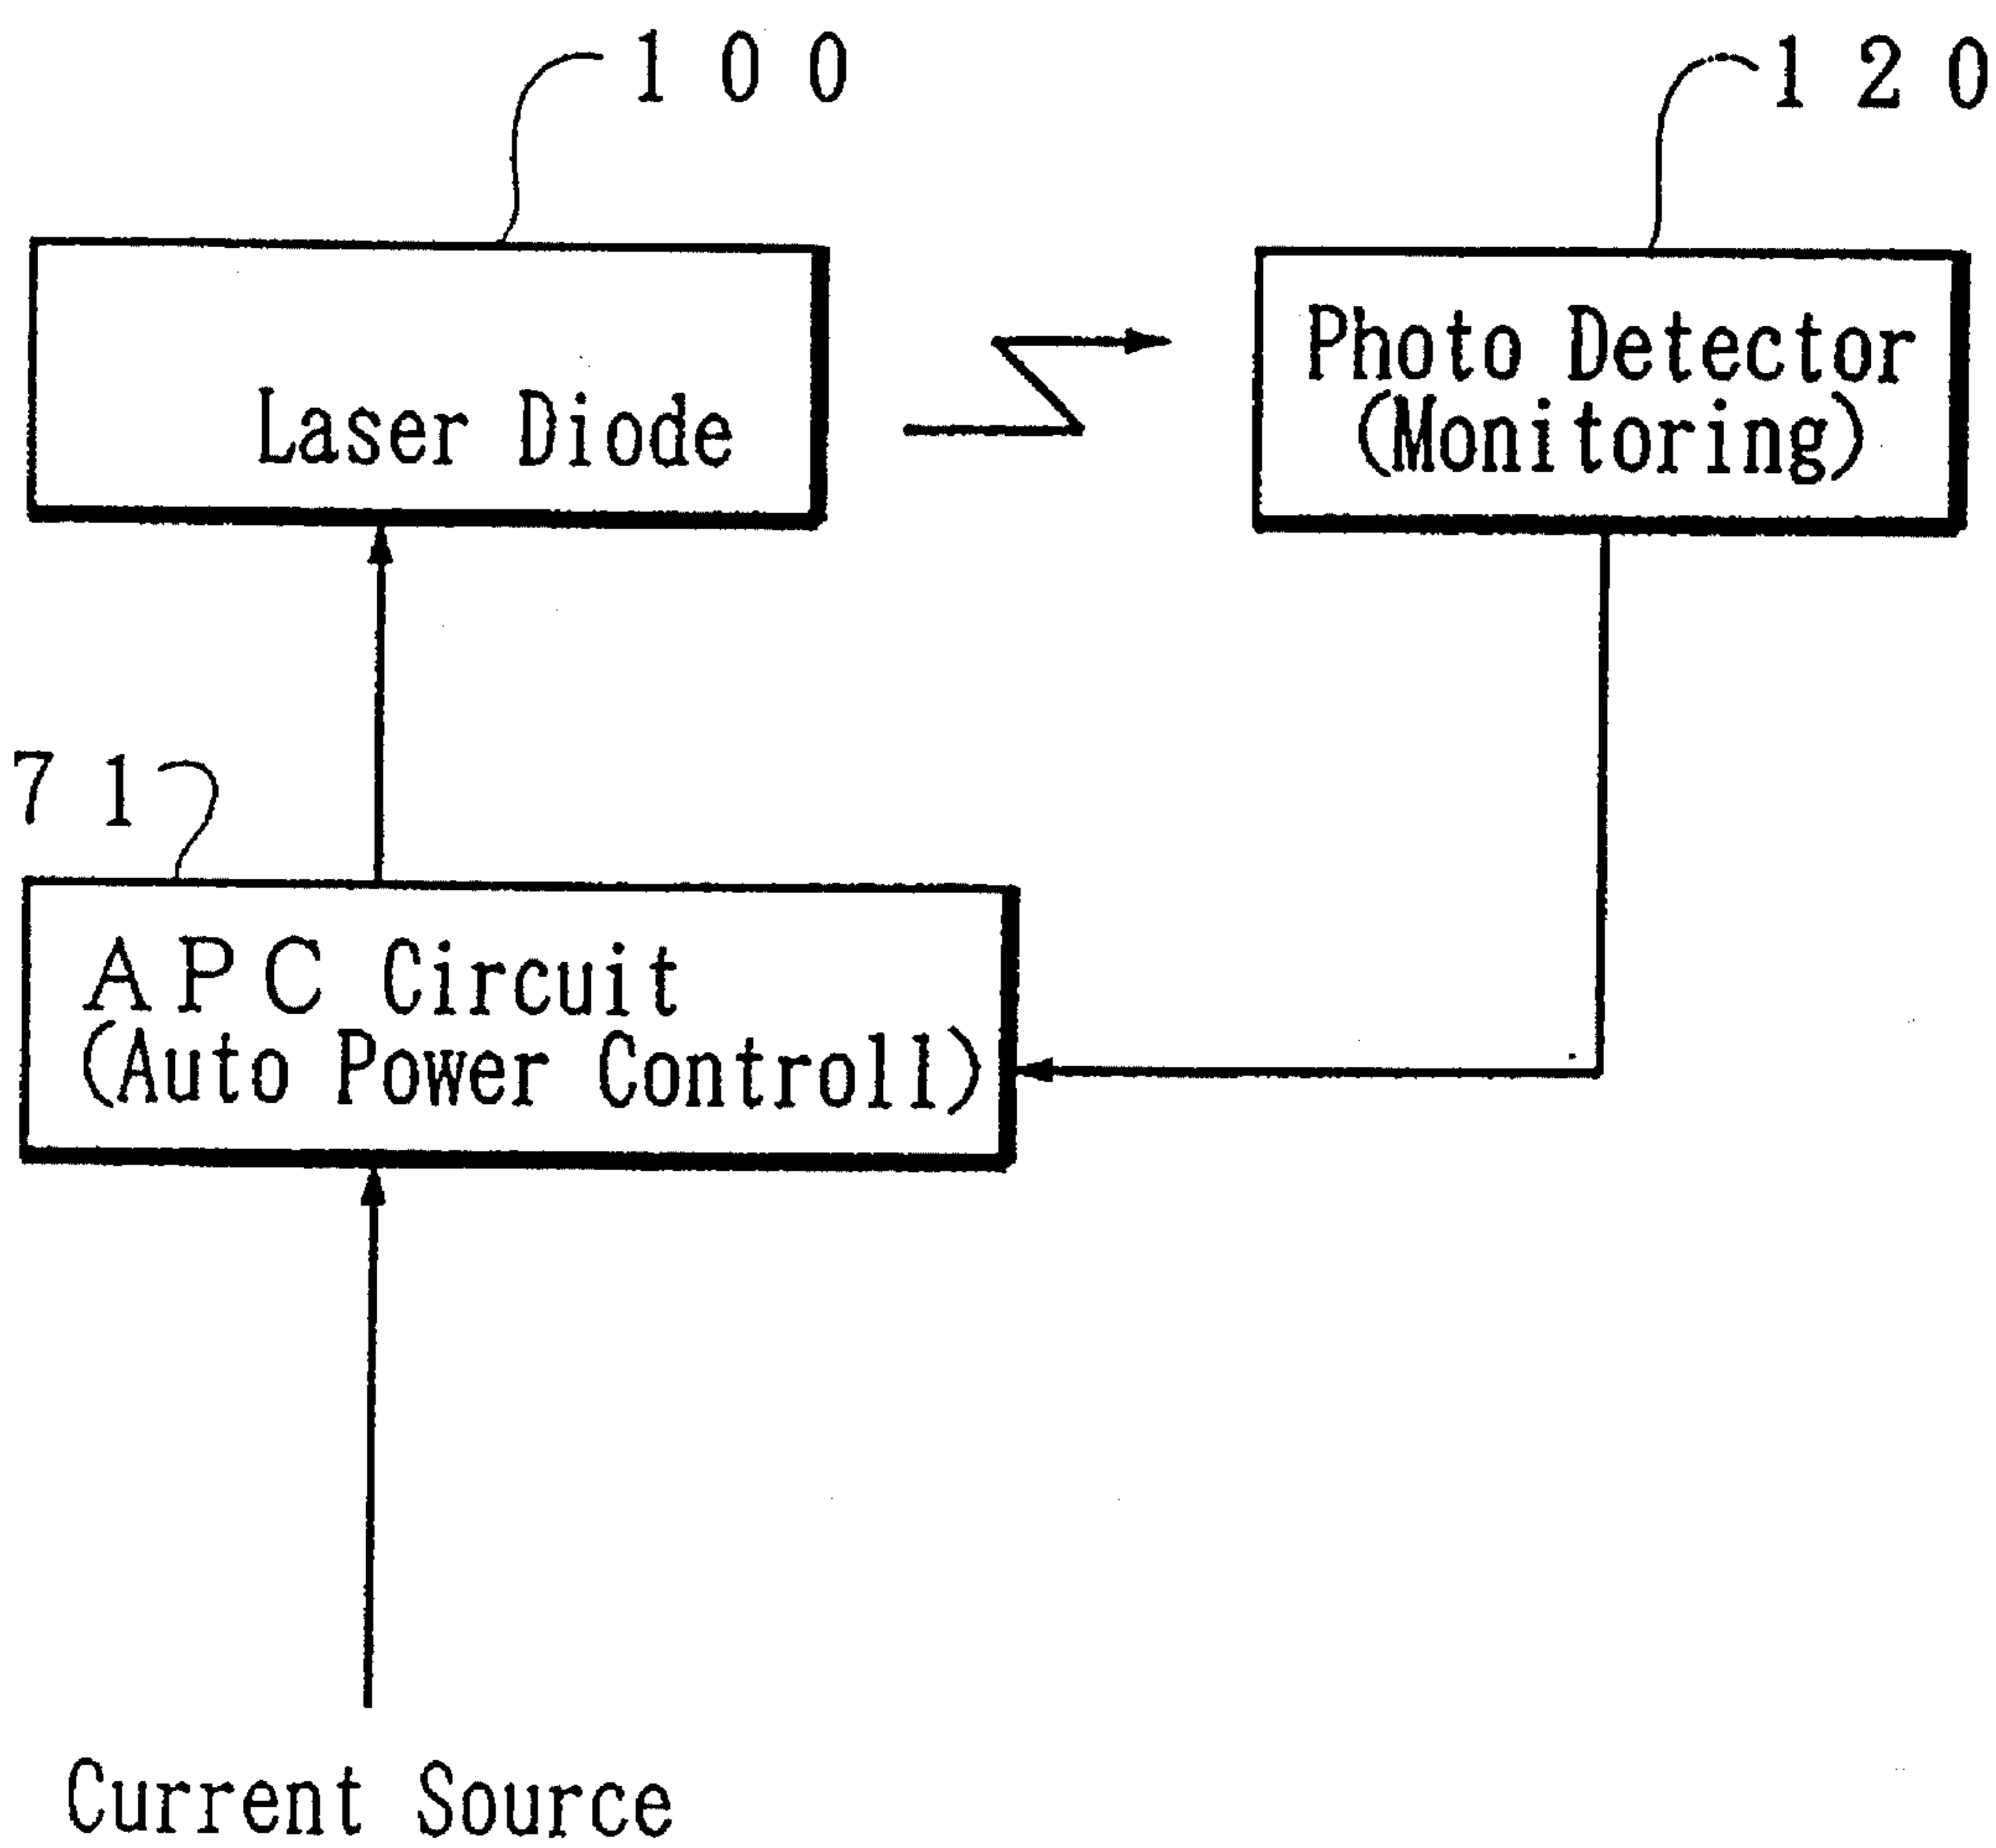 100
120
Laser Diode
Photo Detector
(Monitoring)
71
APC Circuit
(Auto Power Controll)
Current Source